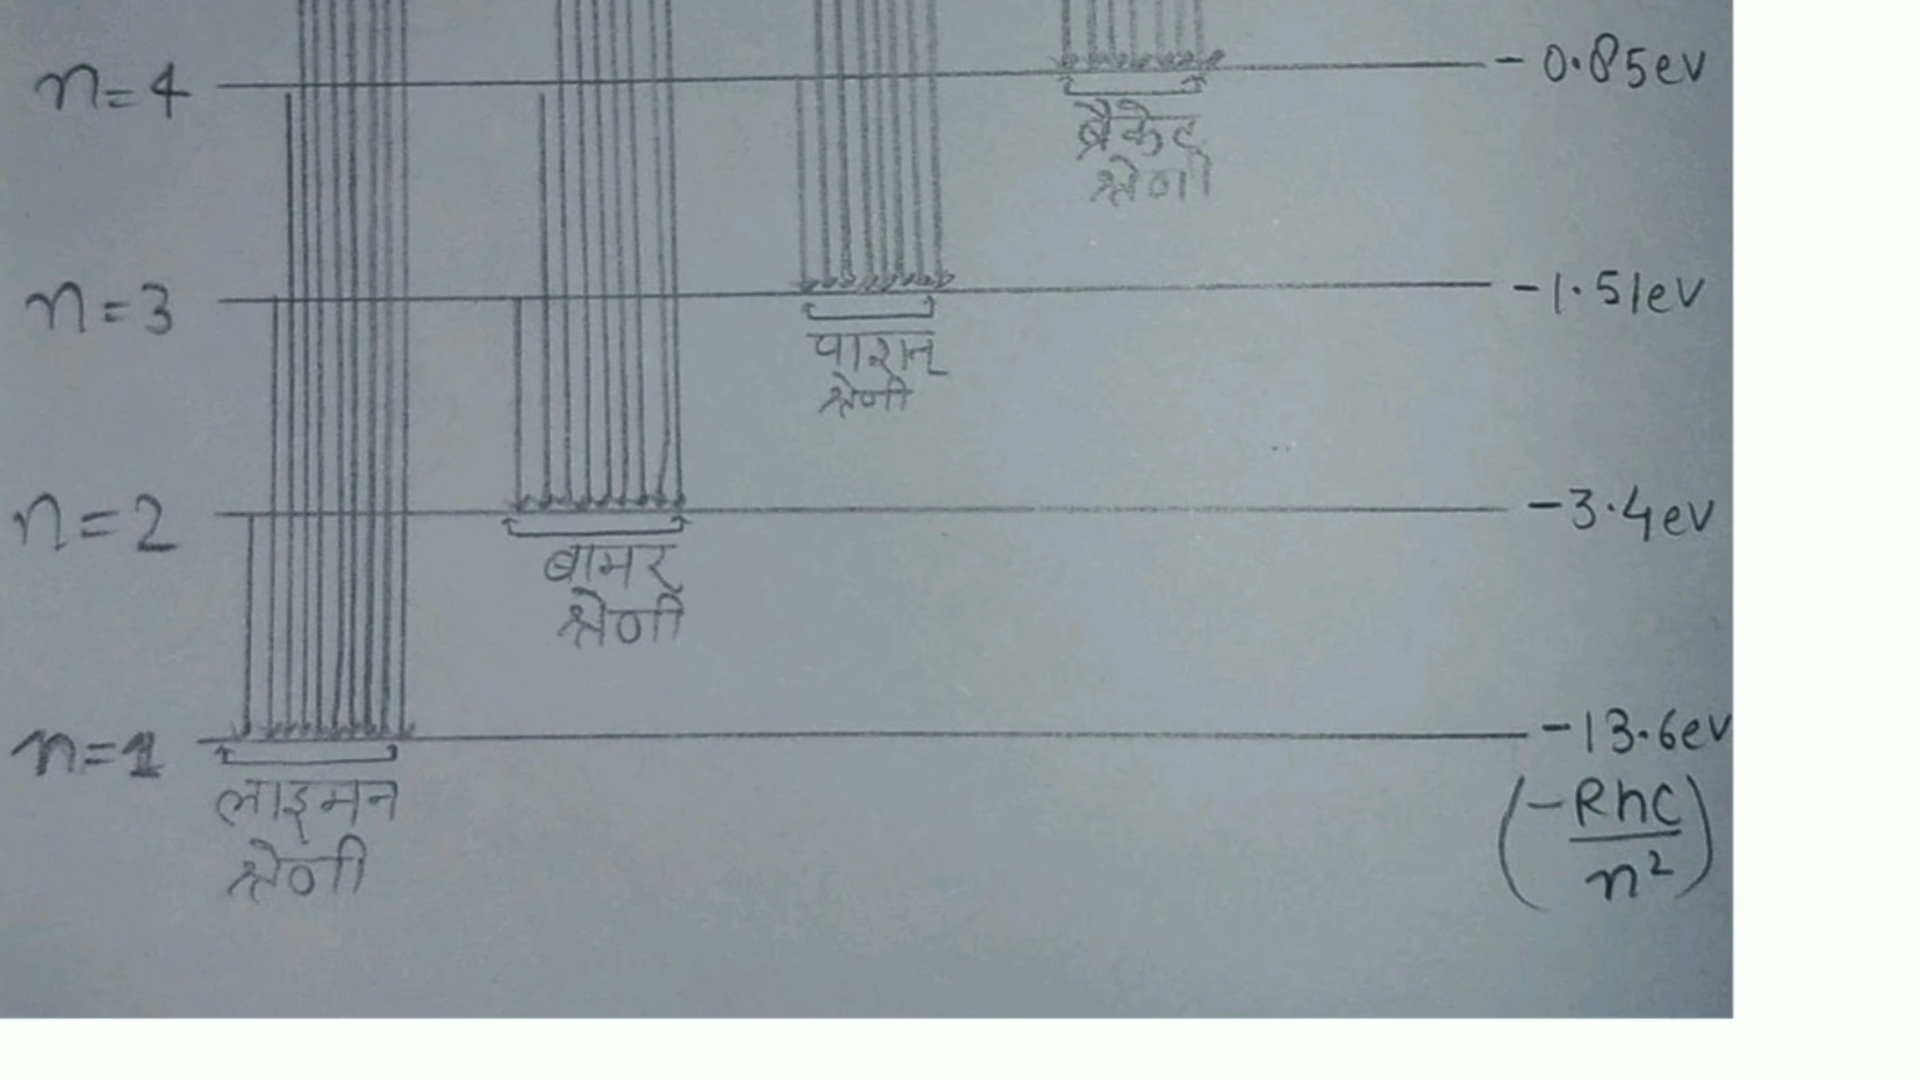 n=4
- 0.85ev
ब्रैकेट
श्रेणी
n=3
-1.51ev
पाशन्
श्रेणी
n=2
-3.4ev
बामर
श्रेणी
n=1
-13.6ev
लाइमन
श्रेणी
(-Rhc/n²)